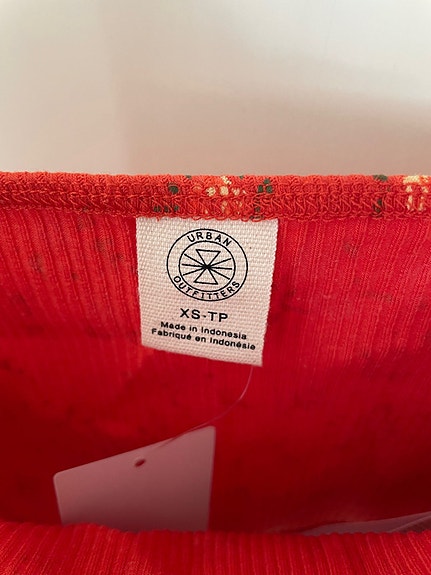 URBAN
OUTFITTERS
XS-TP
Made in Indonesia
Fabriqué en Indonésie